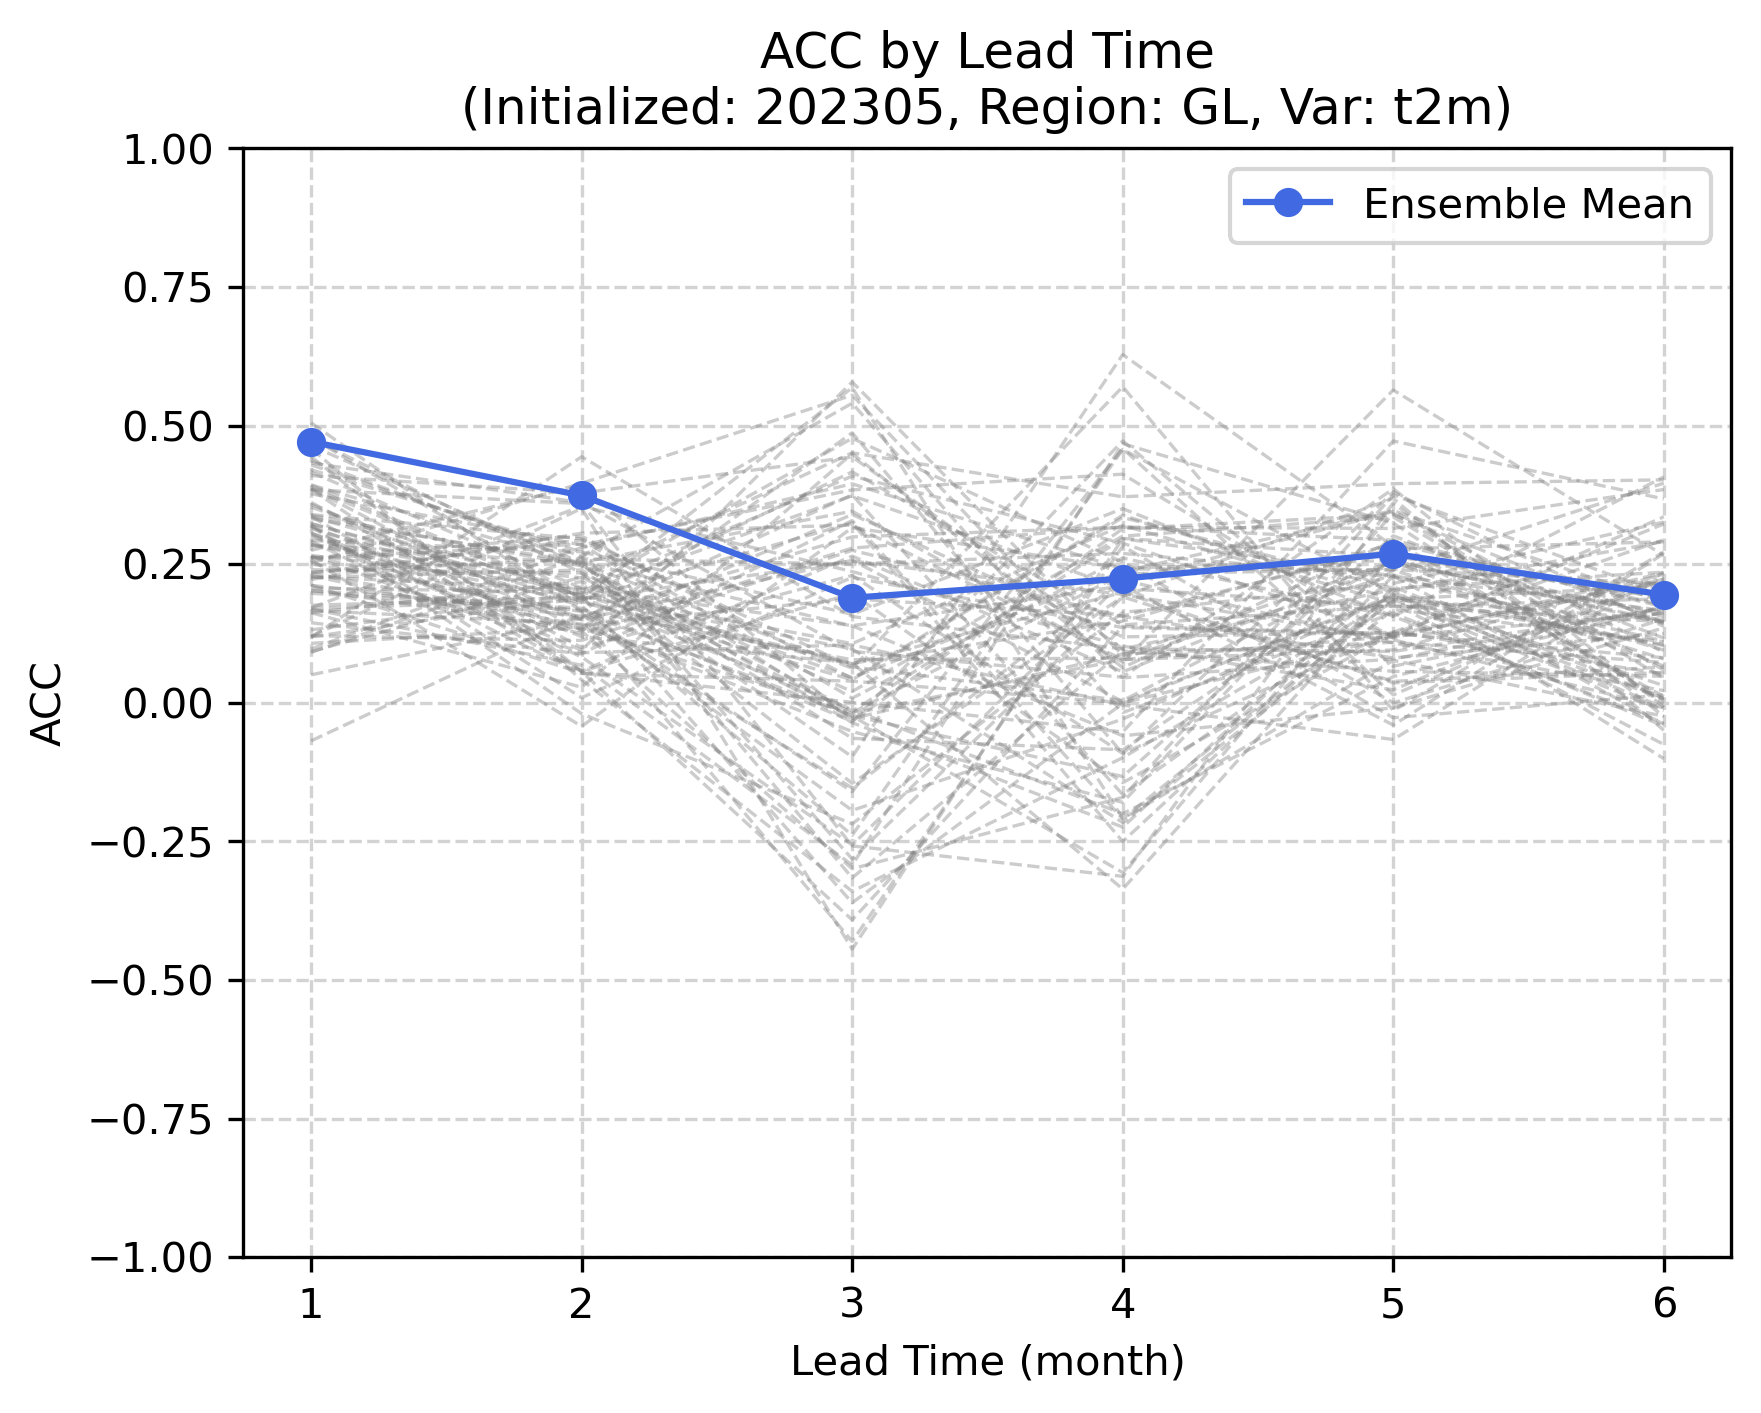 ACC by Lead Time
(Initialized: 202305, Region: GL, Var: t2m)
Ensemble Mean
1.00
0.75
0.50
0.25
0.00
−0.25
−0.50
−0.75
−1.00
ACC
1 2 3 4 5 6
Lead Time (month)